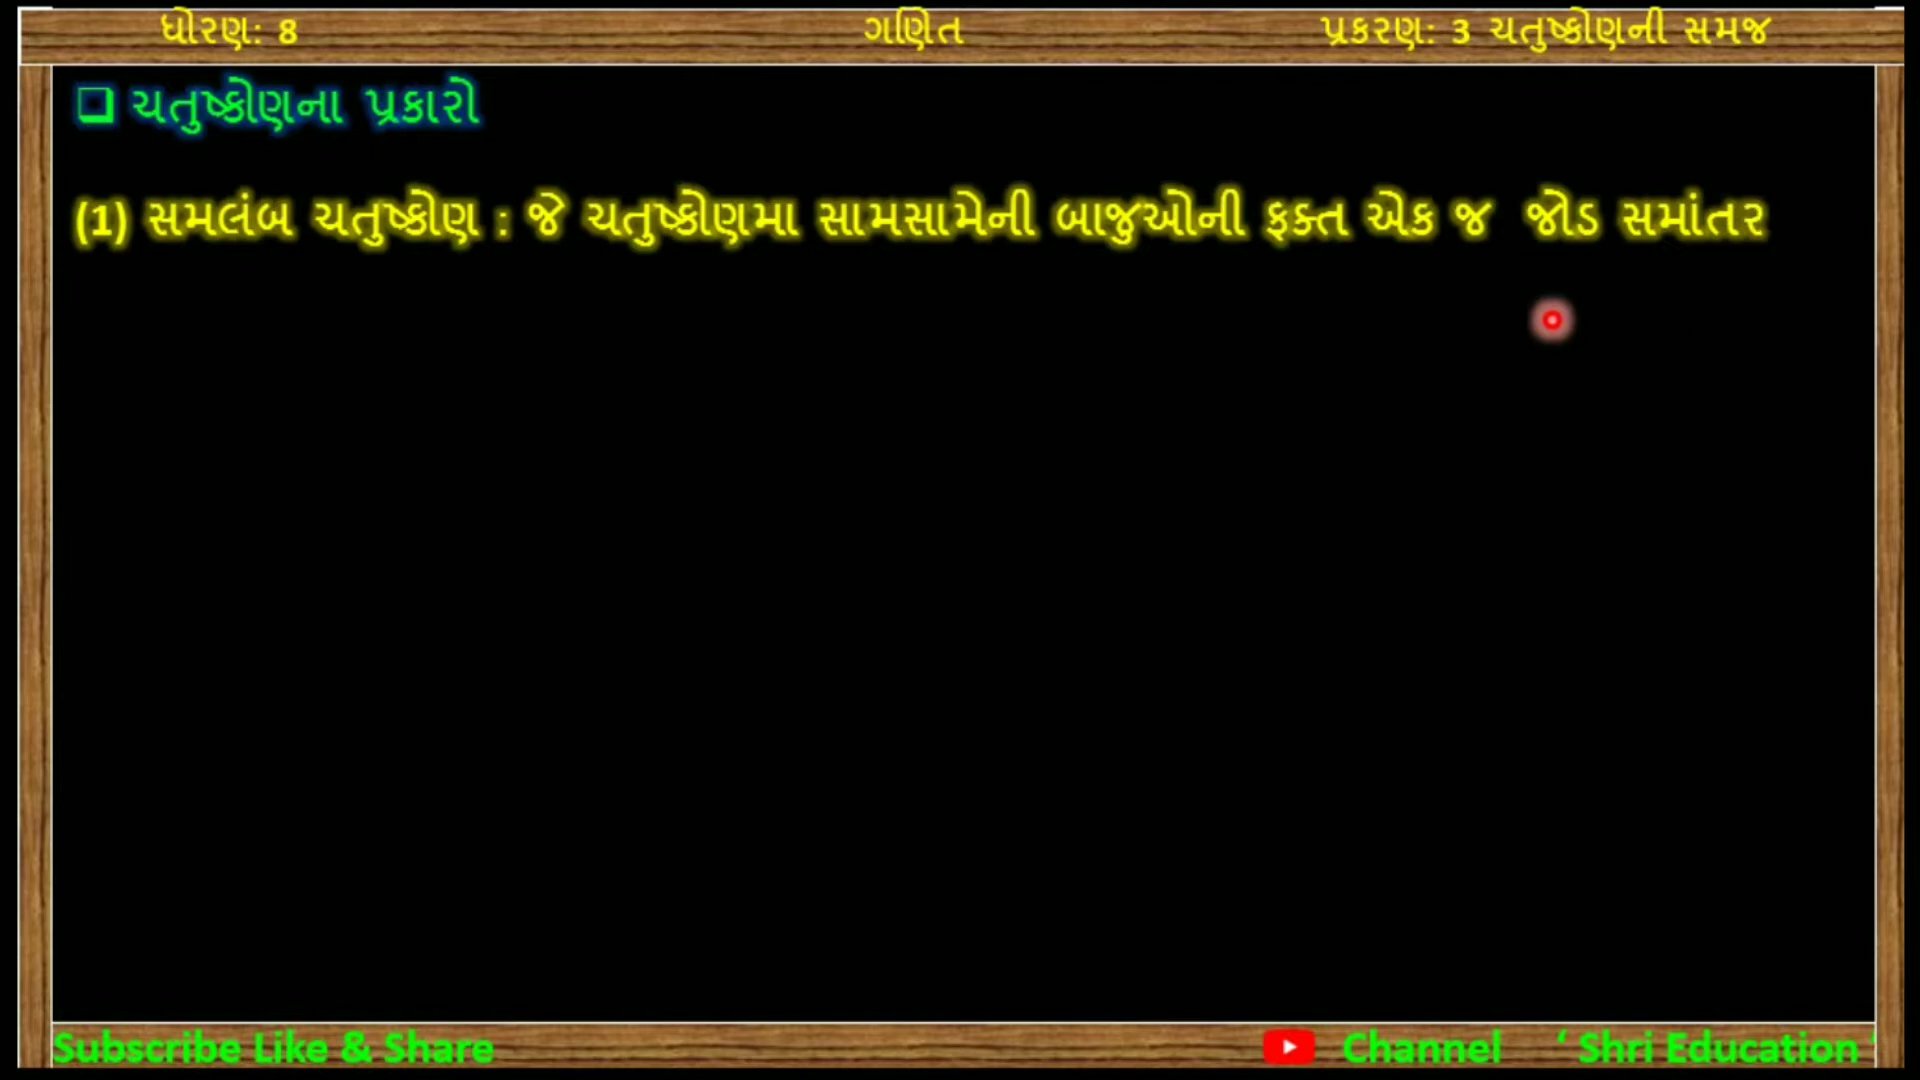 ધોરણ: 8 ગણિત પ્રકરણ: 3 ચતુષ્કોણની સમજ
❑ ચતુષ્કોણના પ્રકારો
(1) સમલંબ ચતુષ્કોણ : જે ચતુષ્કોણમા સામસામેની બાજુઓની ફક્ત એક જ જોડ સમાંતર
Subscribe Like & Share Channel ‘ Shri Education ‘